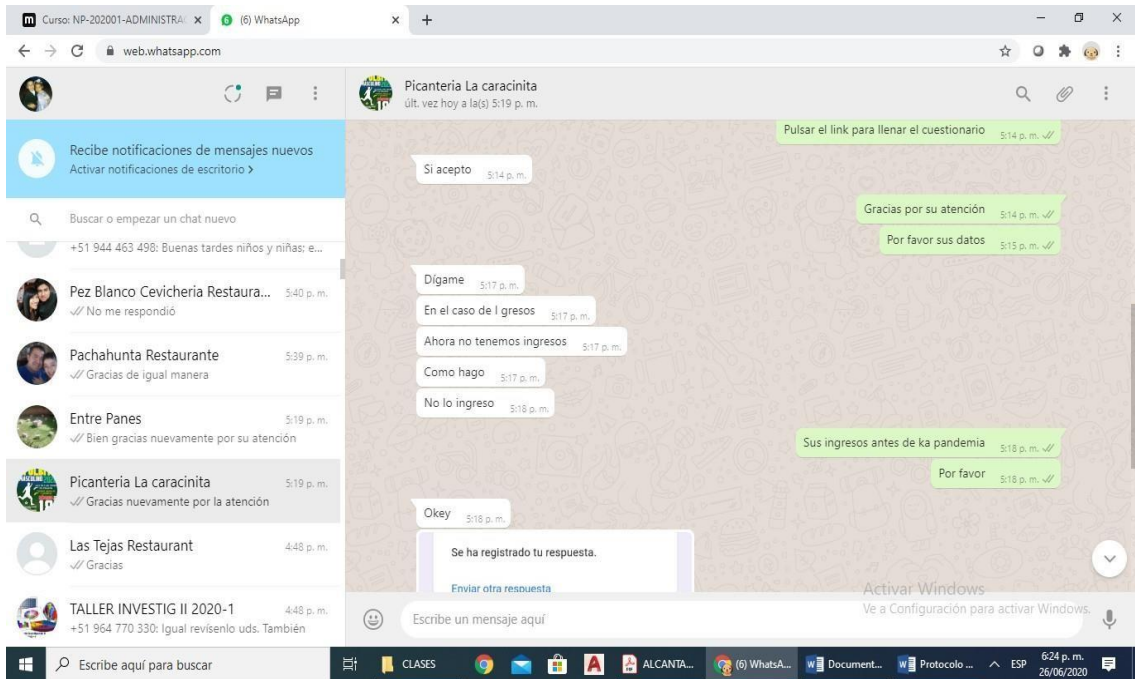 Curso: NP-202001-ADMINISTRA
(6) WhatsApp
web.whatsapp.com
Picanteria La caracinita
últ. vez hoy a la(s) 5:19 p. m.
Recibe notificaciones de mensajes nuevos
Activar notificaciones de escritorio >
Buscar o empezar un chat nuevo
+51 944 463 498: Buenas tardes niños y niñas: e...
Pez Blanco Cevicheria Restaura... 5:40 p. m.
No me respondió
Pachahunta Restaurante 5:39 p. m.
Gracias de igual manera
Entre Panes 5:19 p. m.
Bien gracias nuevamente por su atención
Picanteria La caracinita 5:19 p. m.
Gracias nuevamente por la atención
Las Tejas Restaurant 4:48 p. m.
Gracias
TALLER INVESTIG II 2020-1 4:48 p. m.
+51 964 770 330: Igual revísenlo uds. También
Pulsar el link para llenar el cuestionario 5:14 p. m.
Si acepto 5:14 p. m.
Gracias por su atención 5:14 p. m.
Por favor sus datos 5:15 p. m.
Dígame 5:17 p. m.
En el caso de I gresos 5:17 p. m.
Ahora no tenemos ingresos 5:17 p. m.
Como hago 5:17 p. m.
No lo ingreso 5:18 p. m.
Sus ingresos antes de ka pandemia 5:18 p. m.
Por favor 5:18 p. m.
Okey 5:18 p. m.
Se ha registrado tu respuesta.
Enviar otra respuesta
Activar Windows
Ve a Configuración para activar Windows.
Escribe un mensaje aquí
Escribe aquí para buscar
CLASES
ALCANTA...
(6) WhatsA...
Document...
Protocolo ...
ESP
6:24 p. m.
26/06/2020